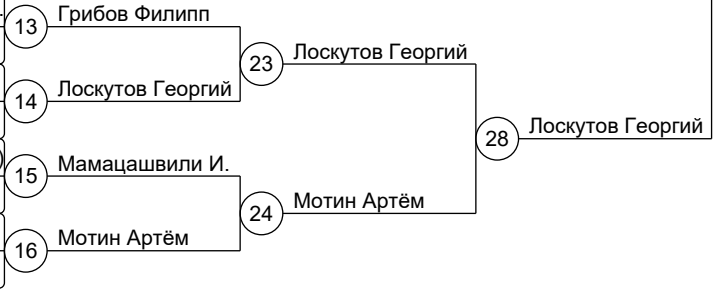 13 Грибов Филипп
23 Лоскутов Георгий
14 Лоскутов Георгий
28 Лоскутов Георгий
15 Мамацашвили И.
24 Мотин Артём
16 Мотин Артём